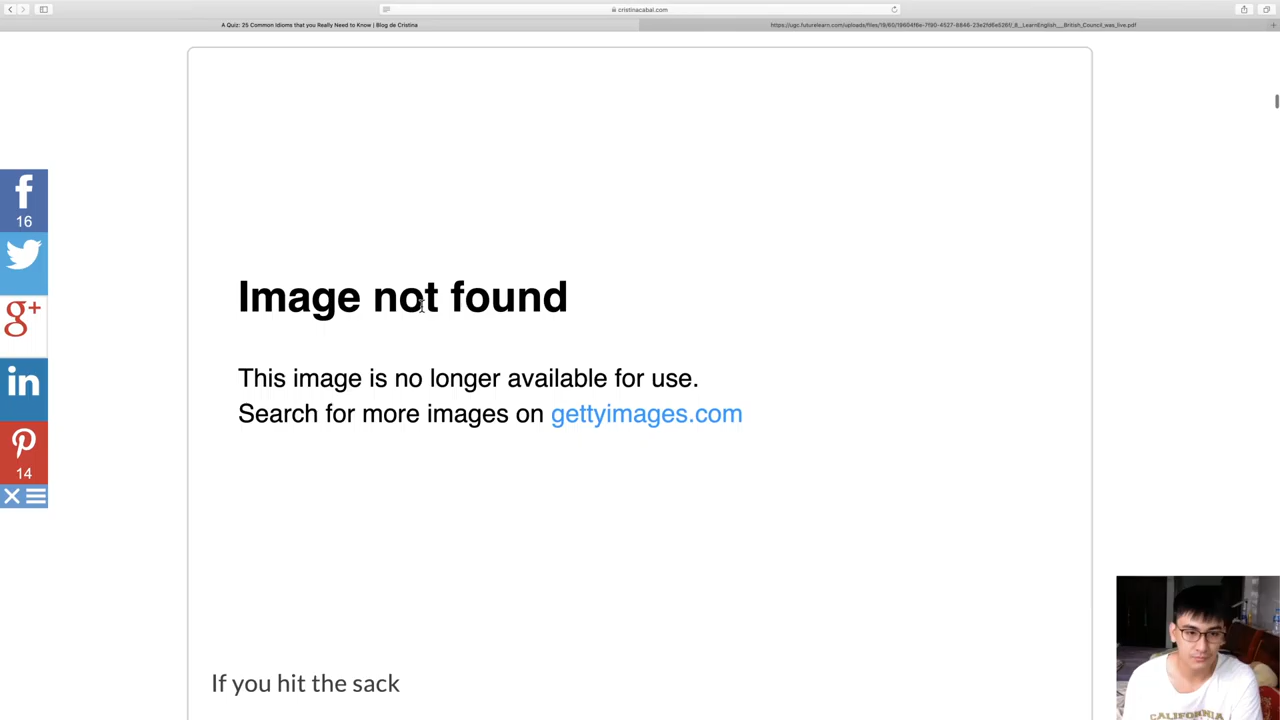 cristinacabal.com
A Quiz: 25 Common Idioms that you Really Need to Know | Blog de Cristina
Image not found
This image is no longer available for use.
Search for more images on gettyimages.com
If you hit the sack
f
16
g+
in
14
CALIFORNIA